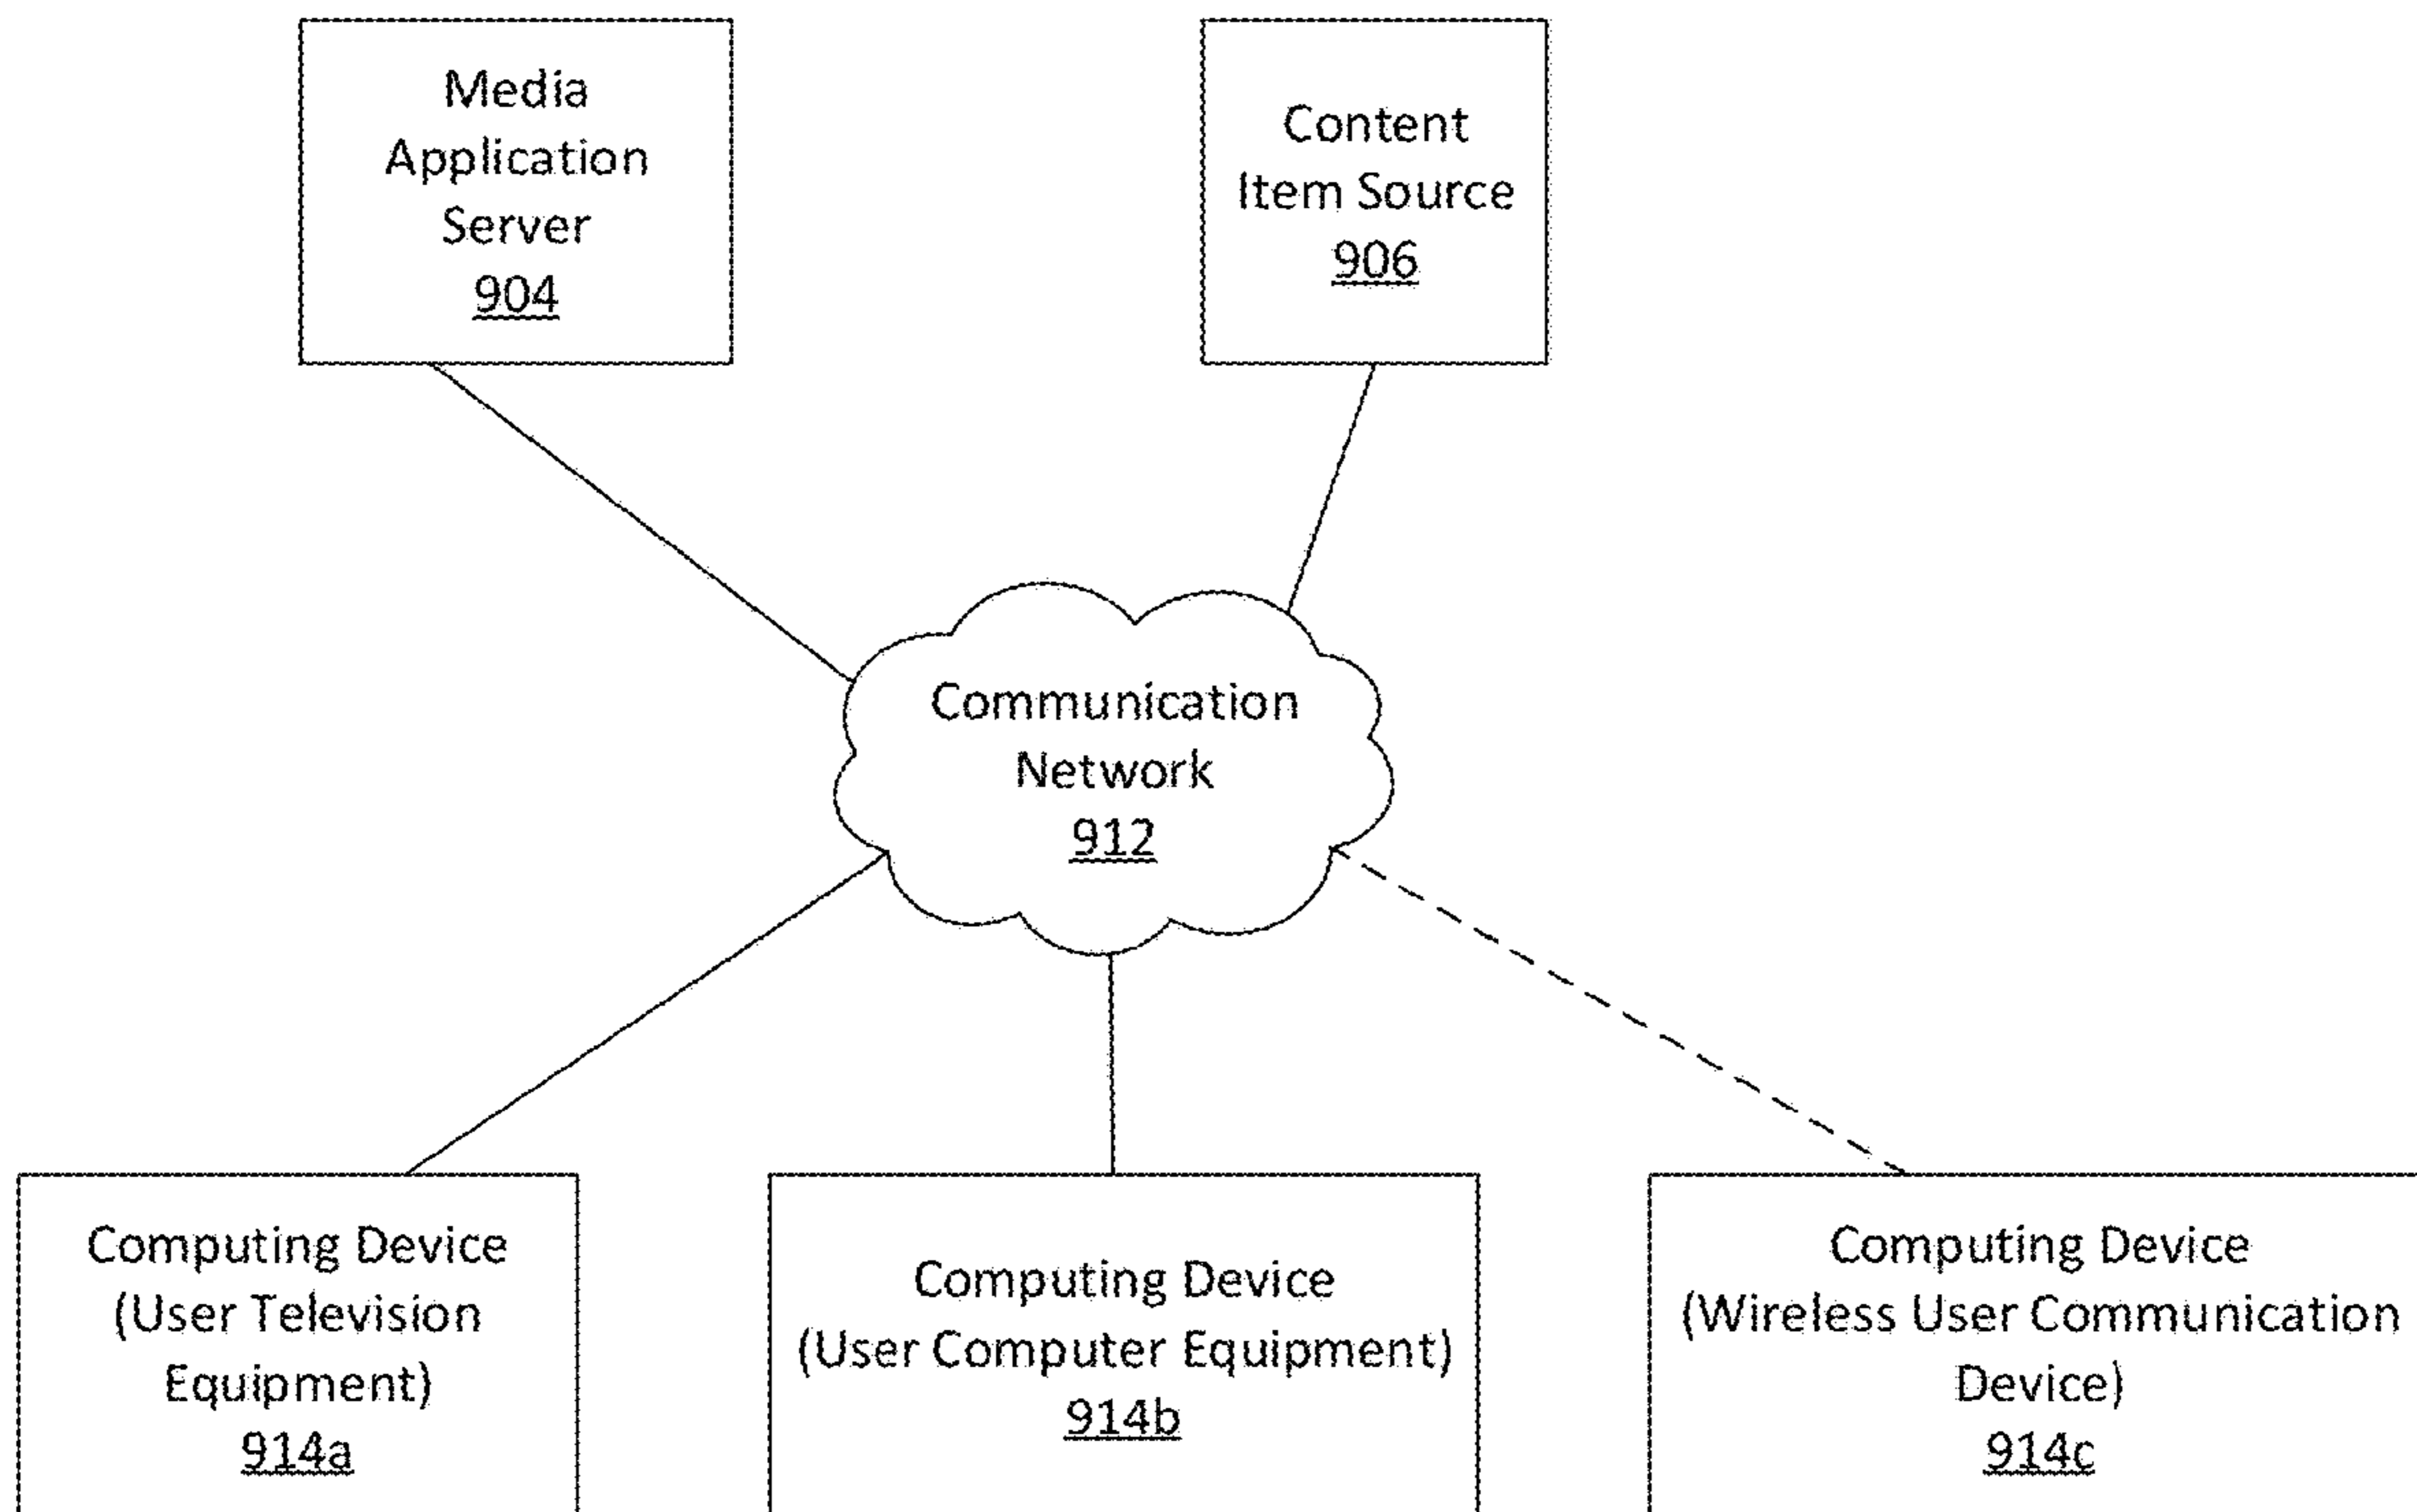 Media
Application
Server
904
Content
Item Source
906
Communication
Network
912
Computing Device
(User Television
Equipment)
914a
Computing Device
(User Computer Equipment)
914b
Computing Device
(Wireless User Communication
Device)
914c